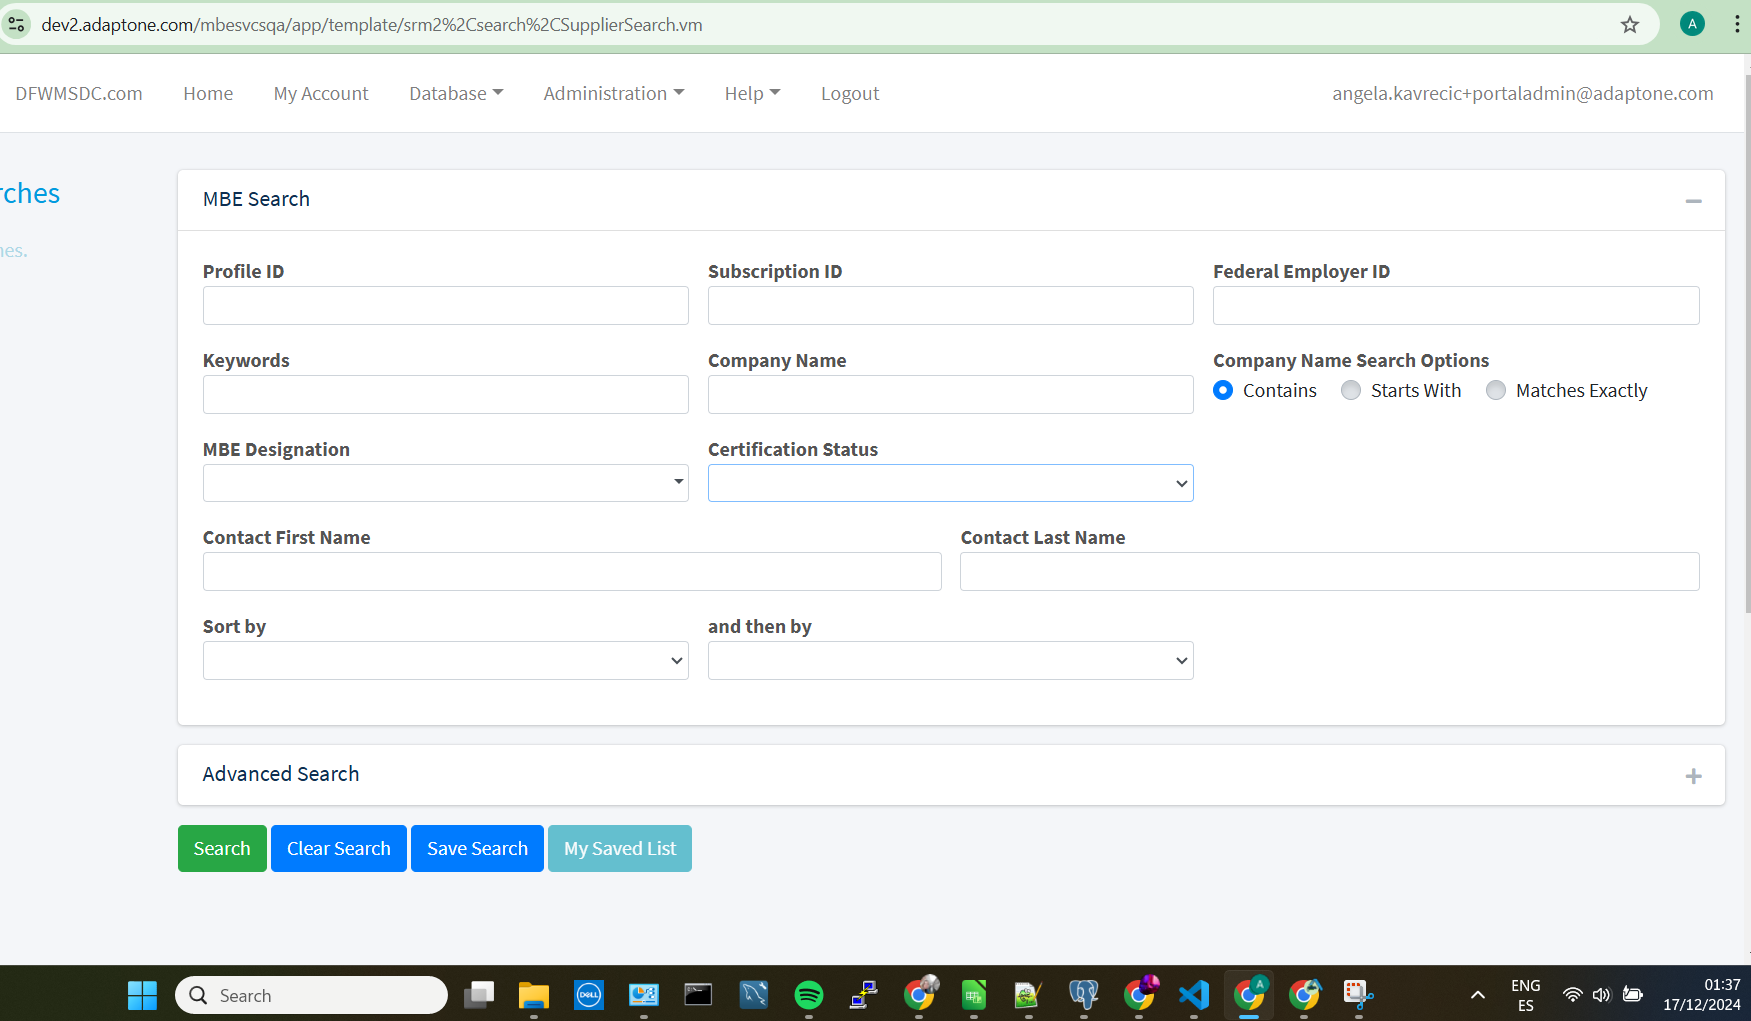 dev2.adaptone.com/mbesvcsqa/app/template/srm2%2Csearch%2CSupplierSearch.vm
A
DFWMSDC.com Home My Account Database Administration Help Logout angela.kavrecic+portaladmin@adaptone.com
rches
nes.
MBE Search
Profile ID Subscription ID Federal Employer ID
Keywords Company Name Company Name Search Options
Contains Starts With Matches Exactly
MBE Designation Certification Status
Contact First Name Contact Last Name
Sort by and then by
Advanced Search
Search Clear Search Save Search My Saved List
Search
DELL
A
ENG
ES
01:37
17/12/2024